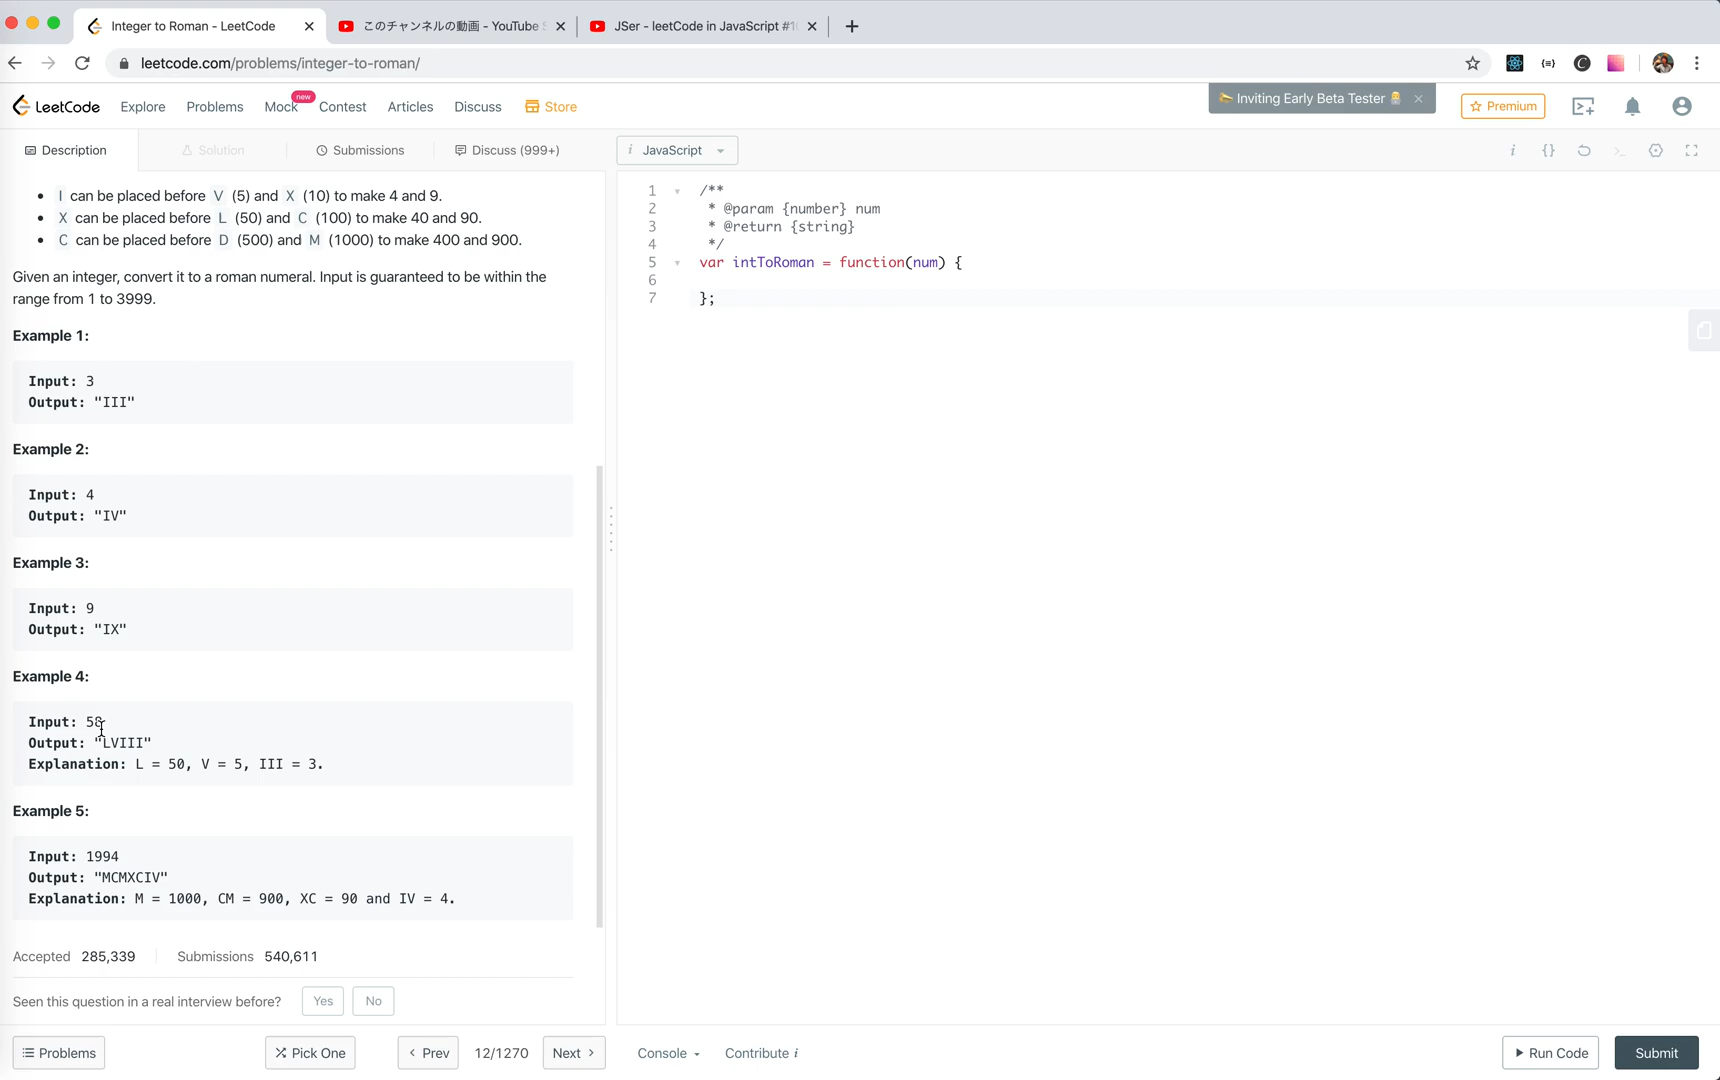 Integer to Roman - LeetCode
このチャンネルの動画 - YouTube
JSer - leetCode in JavaScript #1
leetcode.com/problems/integer-to-roman/
LeetCode Explore Problems Mock new Contest Articles Discuss Store
Inviting Early Beta Tester
Premium
Description Solution Submissions Discuss (999+)
i JavaScript
I can be placed before V (5) and X (10) to make 4 and 9.
X can be placed before L (50) and C (100) to make 40 and 90.
C can be placed before D (500) and M (1000) to make 400 and 900.
Given an integer, convert it to a roman numeral. Input is guaranteed to be within the
range from 1 to 3999.
Example 1:
Input: 3
Output: "III"
Example 2:
Input: 4
Output: "IV"
Example 3:
Input: 9
Output: "IX"
Example 4:
Input: 58
Output: "LVIII"
Explanation: L = 50, V = 5, III = 3.
Example 5:
Input: 1994
Output: "MCMXCIV"
Explanation: M = 1000, CM = 900, XC = 90 and IV = 4.
Accepted 285,339 Submissions 540,611
Seen this question in a real interview before? Yes No
1 /**
2 * @param {number} num
3 * @return {string}
4 */
5 var intToRoman = function(num) {
6
7 };
Problems Pick One Prev 12/1270 Next Console Contribute i Run Code Submit